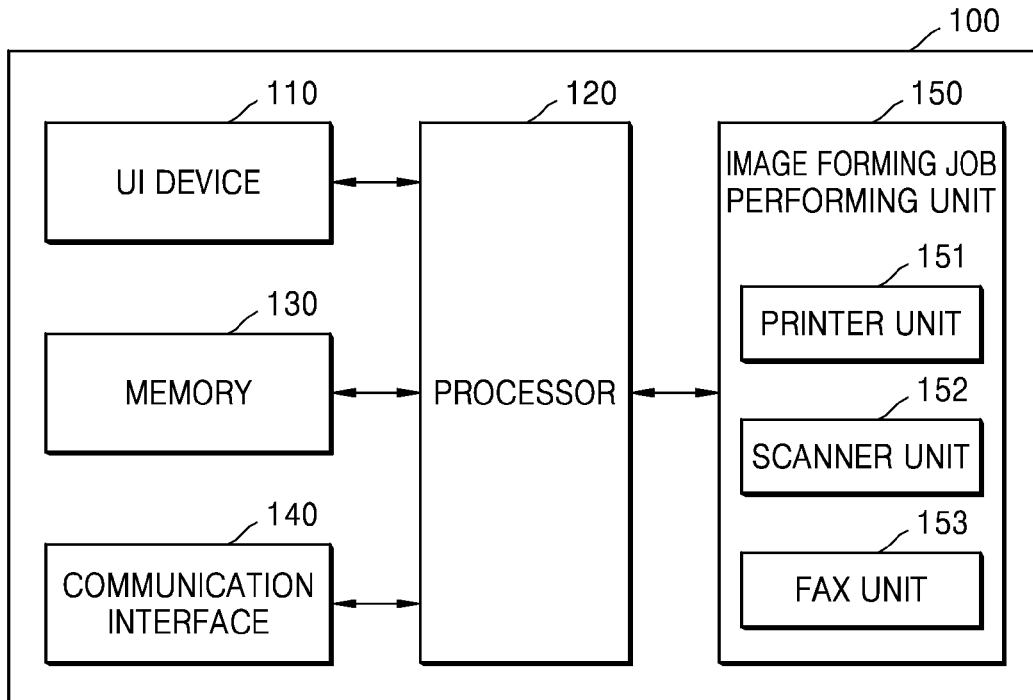 100
110
UI DEVICE
120
PROCESSOR
130
MEMORY
140
COMMUNICATION
INTERFACE
150
IMAGE FORMING JOB
PERFORMING UNIT
151
PRINTER UNIT
152
SCANNER UNIT
153
FAX UNIT